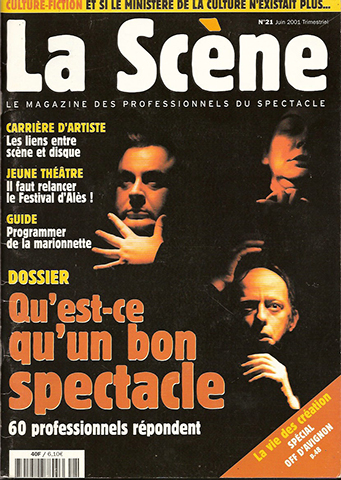 CULTURE-FICTION ET SI LE MINISTÈRE DE LA CULTURE N'EXISTAIT PLUS...
N°21 Juin 2001 Trimestriel
La Scène
LE MAGAZINE DES PROFESSIONNELS DU SPECTACLE
CARRIÈRE D'ARTISTE
Les liens entre
scène et disque
JEUNE THÉÂTRE
Il faut relancer
le Festival d'Alès !
GUIDE
Programmer
de la marionnette
DOSSIER
Qu'est-ce
qu'un bon
spectacle
60 professionnels répondent
La vie des création
SPÉCIAL
OFF D'AVIGNON
p.48
40F / 6,10€